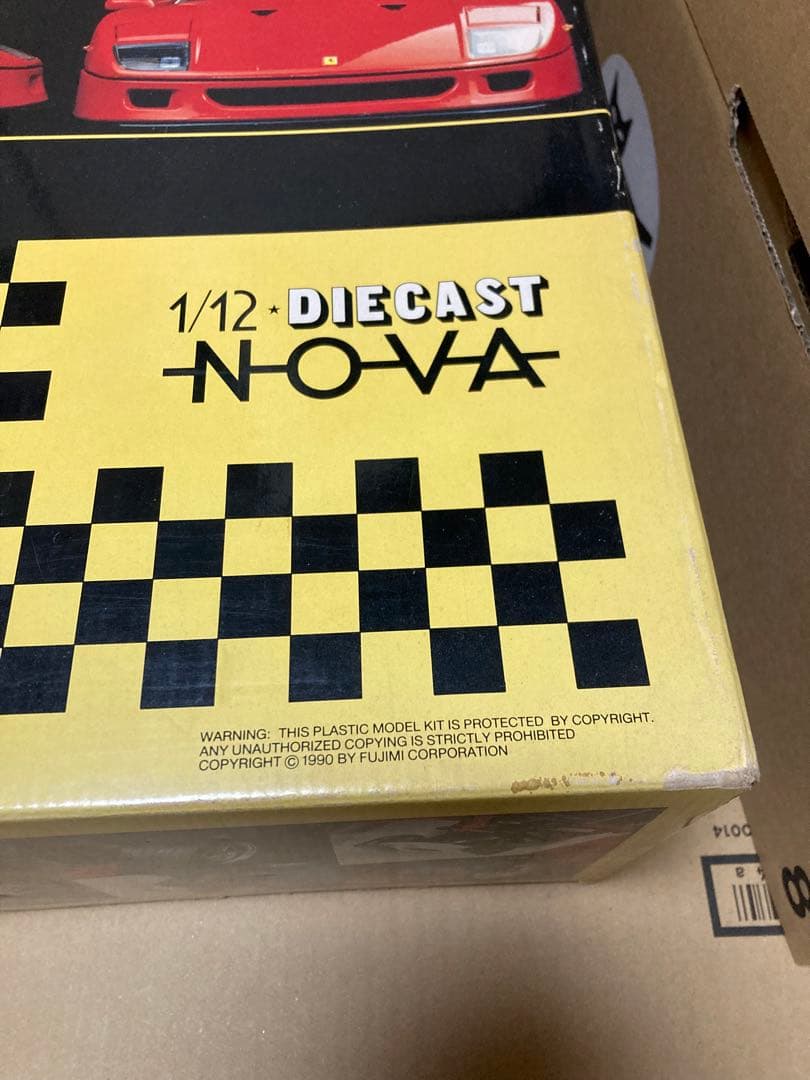 1/12 ★ DIECAST
NOVA
WARNING: THIS PLASTIC MODEL KIT IS PROTECTED BY COPYRIGHT.
ANY UNAUTHORIZED COPYING IS STRICTLY PROHIBITED
COPYRIGHT © 1990 BY FUJIMI CORPORATION